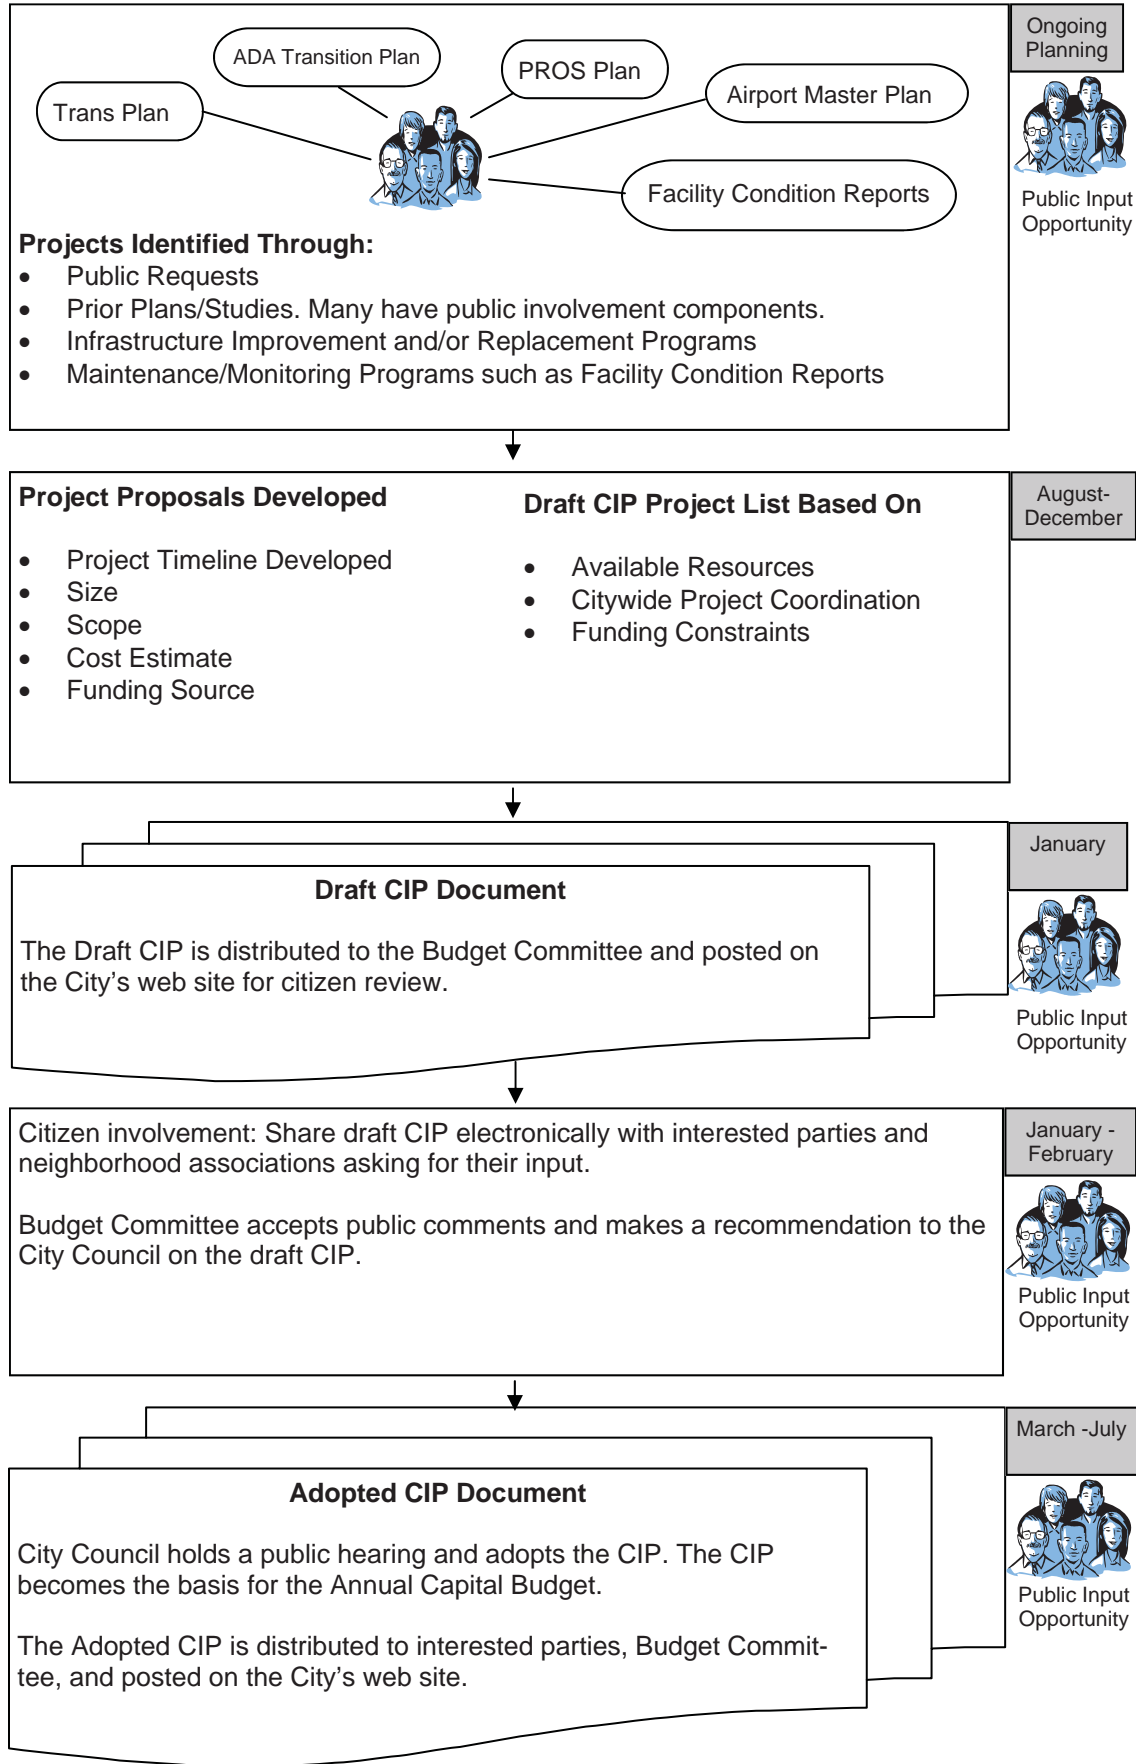 Ongoing
Planning
ADA Transition Plan
PROS Plan
Trans Plan
Airport Master Plan
Facility Condition Reports
Public Input
Opportunity
Projects Identified Through:
• Public Requests
• Prior Plans/Studies. Many have public involvement components.
• Infrastructure Improvement and/or Replacement Programs
• Maintenance/Monitoring Programs such as Facility Condition Reports
August-
December
Project Proposals Developed
• Project Timeline Developed
• Size
• Scope
• Cost Estimate
• Funding Source
Draft CIP Project List Based On
• Available Resources
• Citywide Project Coordination
• Funding Constraints
January
Draft CIP Document
The Draft CIP is distributed to the Budget Committee and posted on
the City’s web site for citizen review.
Public Input
Opportunity
January -
February
Citizen involvement: Share draft CIP electronically with interested parties and
neighborhood associations asking for their input.
Budget Committee accepts public comments and makes a recommendation to the
City Council on the draft CIP.
Public Input
Opportunity
March -July
Adopted CIP Document
City Council holds a public hearing and adopts the CIP. The CIP
becomes the basis for the Annual Capital Budget.
The Adopted CIP is distributed to interested parties, Budget Commit-
tee, and posted on the City’s web site.
Public Input
Opportunity